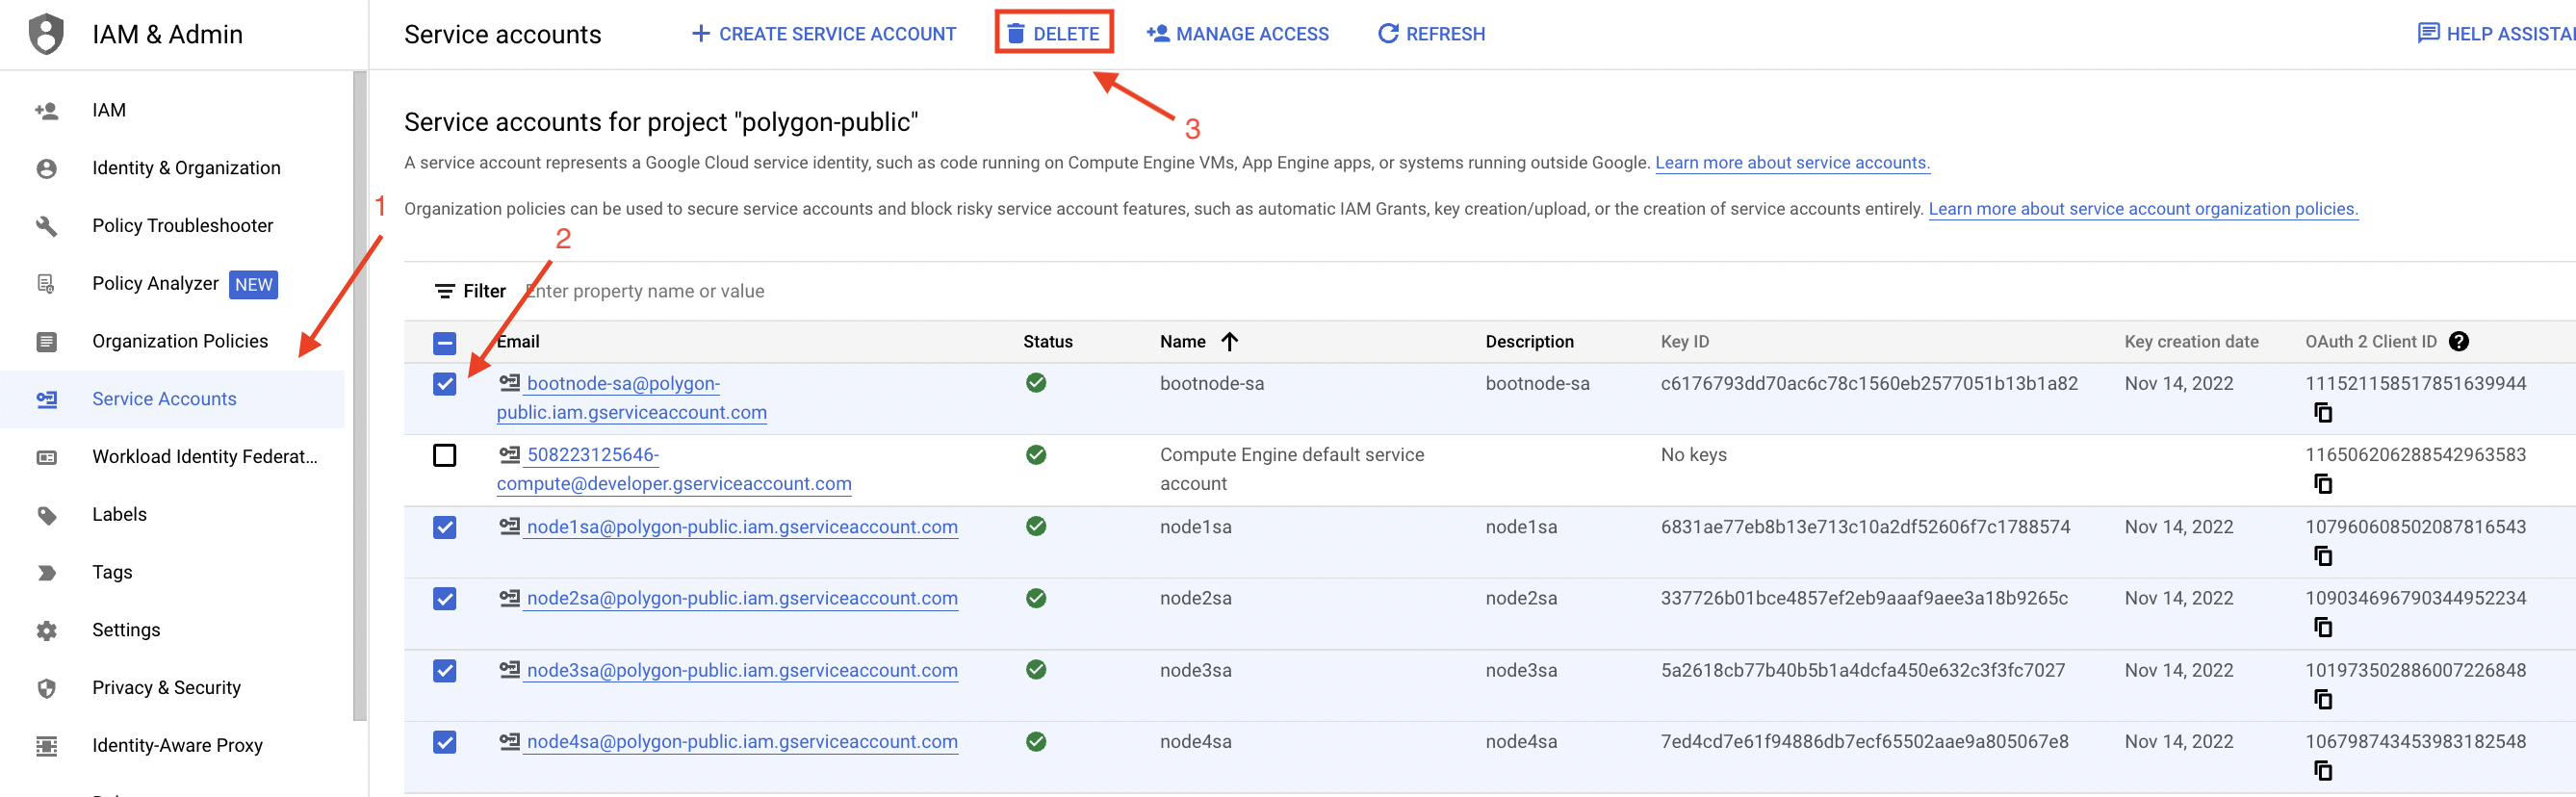 IAM & Admin
Service accounts
CREATE SERVICE ACCOUNT
DELETE
MANAGE ACCESS
REFRESH
HELP ASSISTA
IAM
Identity & Organization
Policy Troubleshooter
Policy Analyzer NEW
Organization Policies
Service Accounts
Workload Identity Federat...
Labels
Tags
Settings
Privacy & Security
Identity-Aware Proxy
1
2
3
Service accounts for project "polygon-public"
A service account represents a Google Cloud service identity, such as code running on Compute Engine VMs, App Engine apps, or systems running outside Google. Learn more about service accounts.
Organization policies can be used to secure service accounts and block risky service account features, such as automatic IAM Grants, key creation/upload, or the creation of service accounts entirely. Learn more about service account organization policies.
Filter Enter property name or value
Email Status Name Description Key ID Key creation date OAuth 2 Client ID
bootnode-sa@polygon- bootnode-sa bootnode-sa c6176793dd70ac6c78c1560eb2577051b13b1a82 Nov 14, 2022 111521158517851639944
public.iam.gserviceaccount.com
508223125646- Compute Engine default service No keys 116506206288542963583
compute@developer.gserviceaccount.com account
node1sa@polygon-public.iam.gserviceaccount.com node1sa node1sa 6831ae77eb8b13e713c10a2df52606f7c1788574 Nov 14, 2022 107960608502087816543
node2sa@polygon-public.iam.gserviceaccount.com node2sa node2sa 337726b01bce4857ef2eb9aaaf9aee3a18b9265c Nov 14, 2022 109034696790344952234
node3sa@polygon-public.iam.gserviceaccount.com node3sa node3sa 5a2618cb77b40b5b1a4dcfa450e632c3f3fc7027 Nov 14, 2022 101973502886007226848
node4sa@polygon-public.iam.gserviceaccount.com node4sa node4sa 7ed4cd7e61f94886db7ecf65502aae9a805067e8 Nov 14, 2022 106798743453983182548